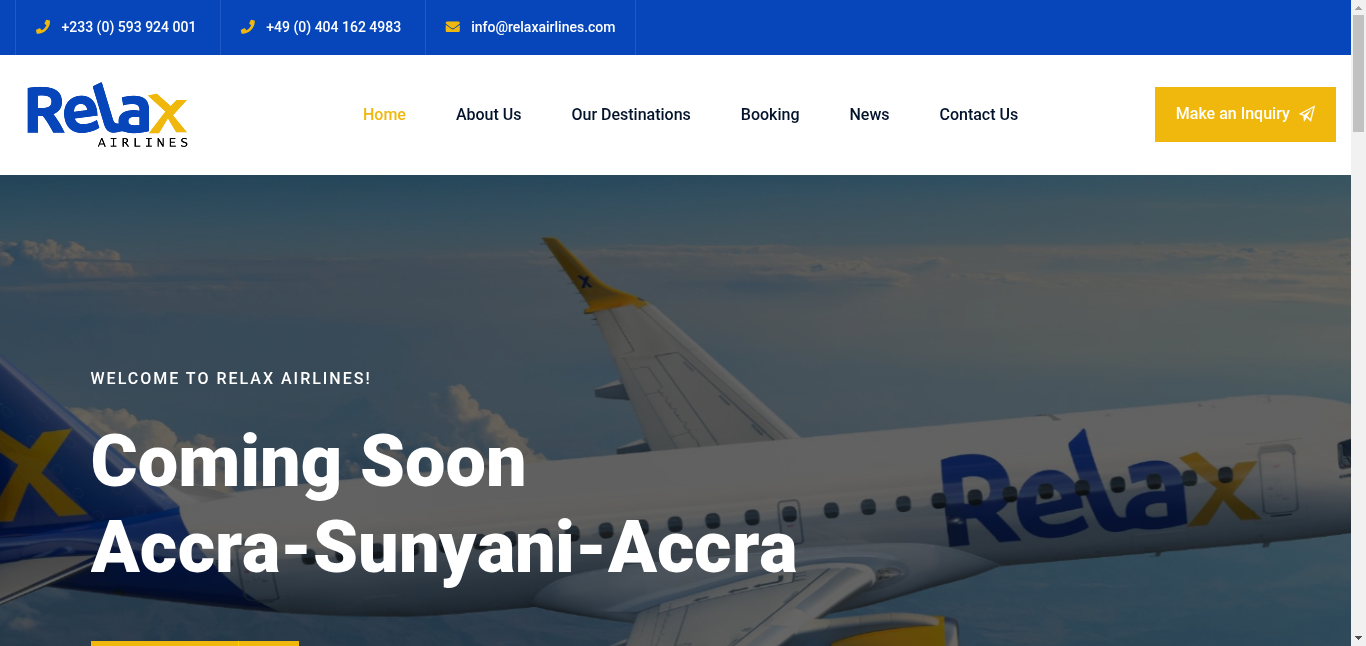 +233 (0) 593 924 001
+49 (0) 404 162 4983
info@relaxairlines.com
Relax
AIRLINES
Home
About Us
Our Destinations
Booking
News
Contact Us
Make an Inquiry
X
X
WELCOME TO RELAX AIRLINES!
Coming Soon
Accra-Sunyani-Accra
Relax